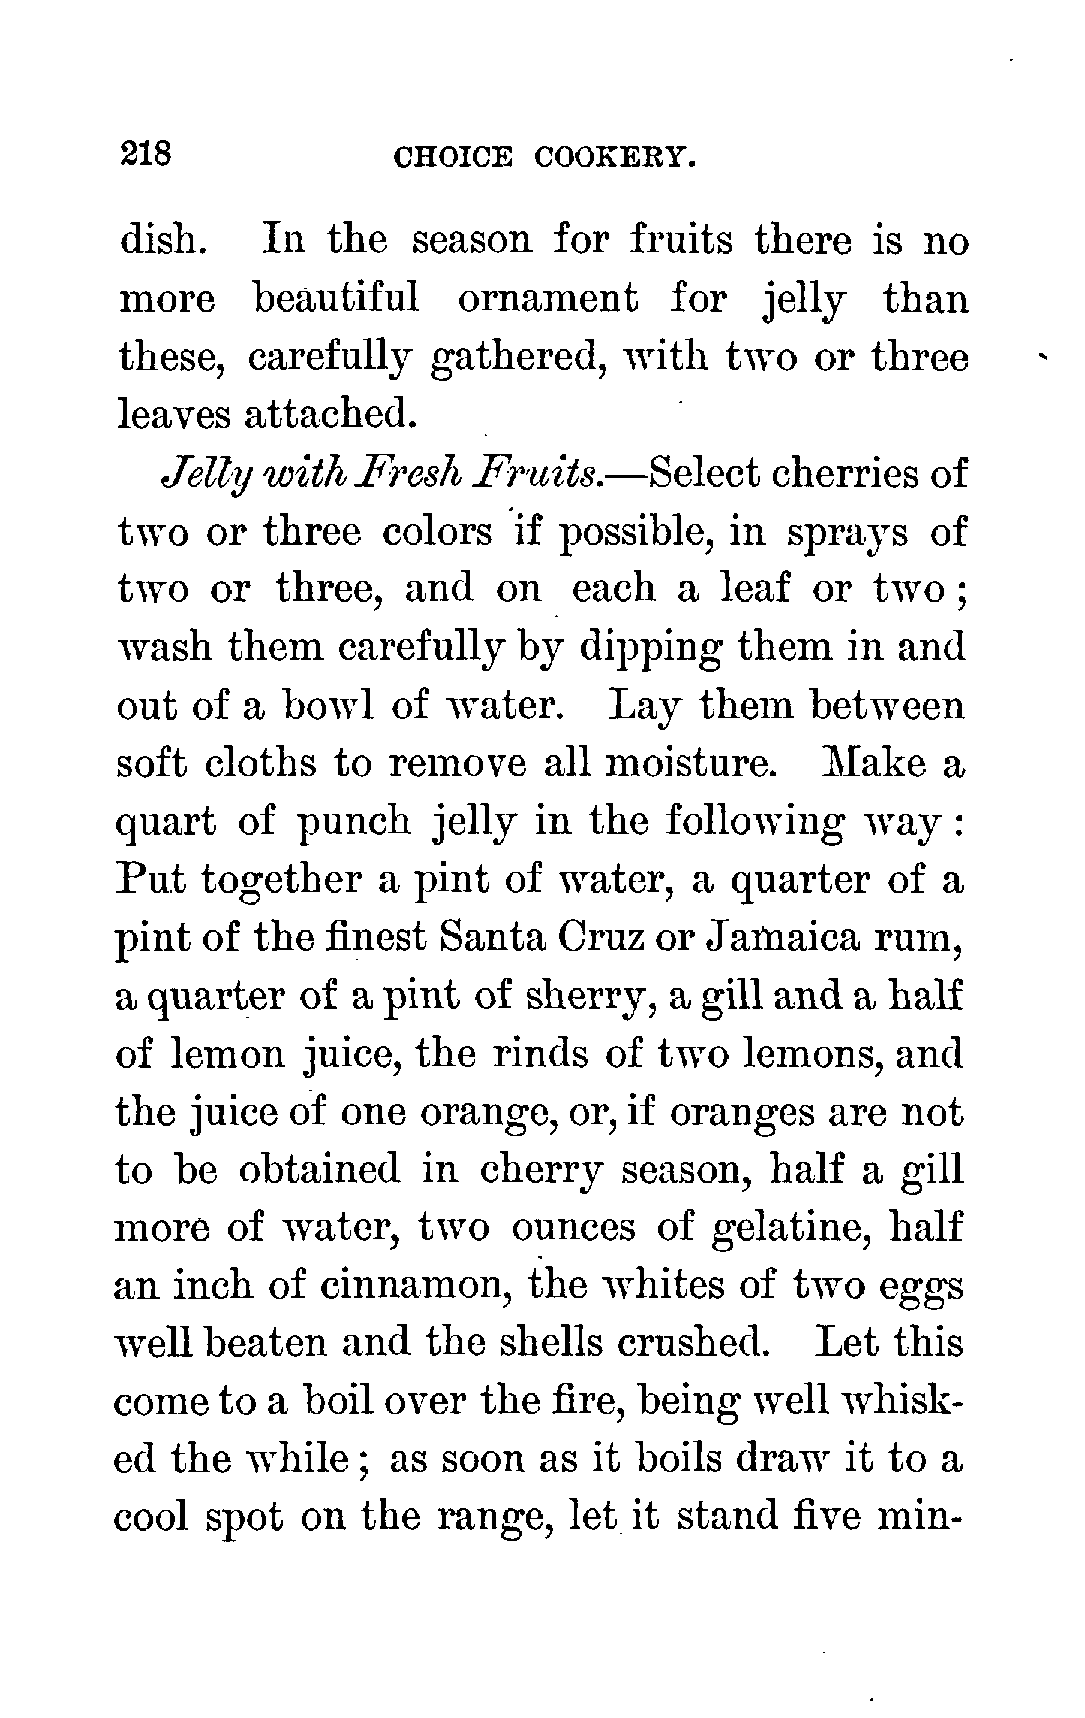 218 CHOICE COOKERY.
dish. In the season for fruits there is no
more beautiful ornament for jelly than
these, carefully gathered, with two or three
leaves attached.
Jelly with Fresh Fruits.—Select cherries of
two or three colors if possible, in sprays of
two or three, and on each a leaf or two ;
wash them carefully by dipping them in and
out of a bowl of water. Lay them between
soft cloths to remove all moisture. Make a
quart of punch jelly in the following way :
Put together a pint of water, a quarter of a
pint of the finest Santa Cruz or Jamaica rum,
a quarter of a pint of sherry, a gill and a half
of lemon juice, the rinds of two lemons, and
the juice of one orange, or, if oranges are not
to be obtained in cherry season, half a gill
more of water, two ounces of gelatine, half
an inch of cinnamon, the whites of two eggs
well beaten and the shells crushed. Let this
come to a boil over the fire, being well whisk-
ed the while ; as soon as it boils draw it to a
cool spot on the range, let it stand five min-